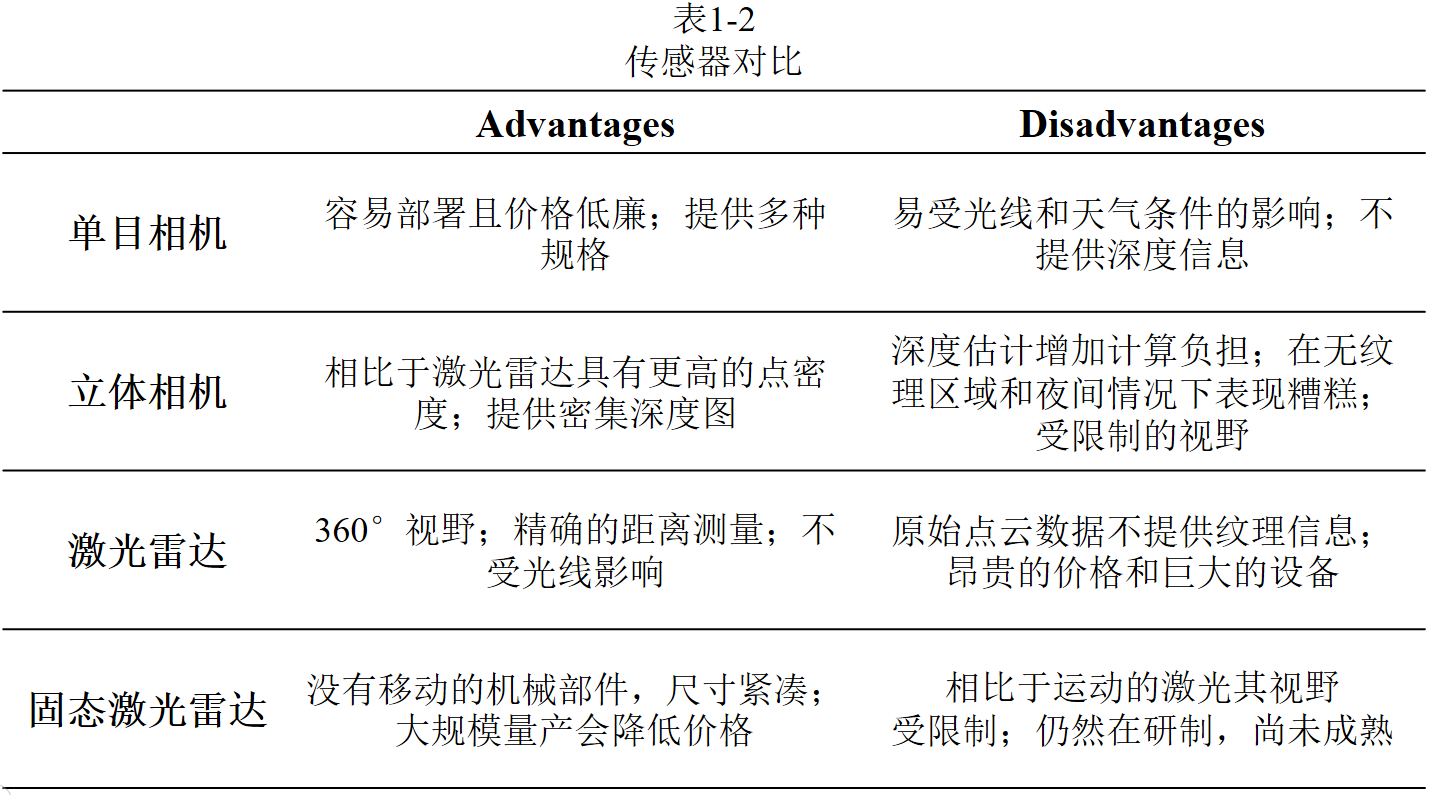 表1-2
传感器对比
Advantages Disadvantages
单目相机
容易部署且价格低廉；提供多种
规格
易受光线和天气条件的影响；不
提供深度信息
立体相机
相比于激光雷达具有更高的点密
度；提供密集深度图
深度估计增加计算负担；在无纹
理区域和夜间情况下表现糟糕；
受限制的视野
激光雷达
360°视野；精确的距离测量；不
受光线影响
原始点云数据不提供纹理信息；
昂贵的价格和巨大的设备
固态激光雷达
没有移动的机械部件，尺寸紧凑；
大规模量产会降低价格
相比于运动的激光其视野
受限制；仍然在研制，尚未成熟